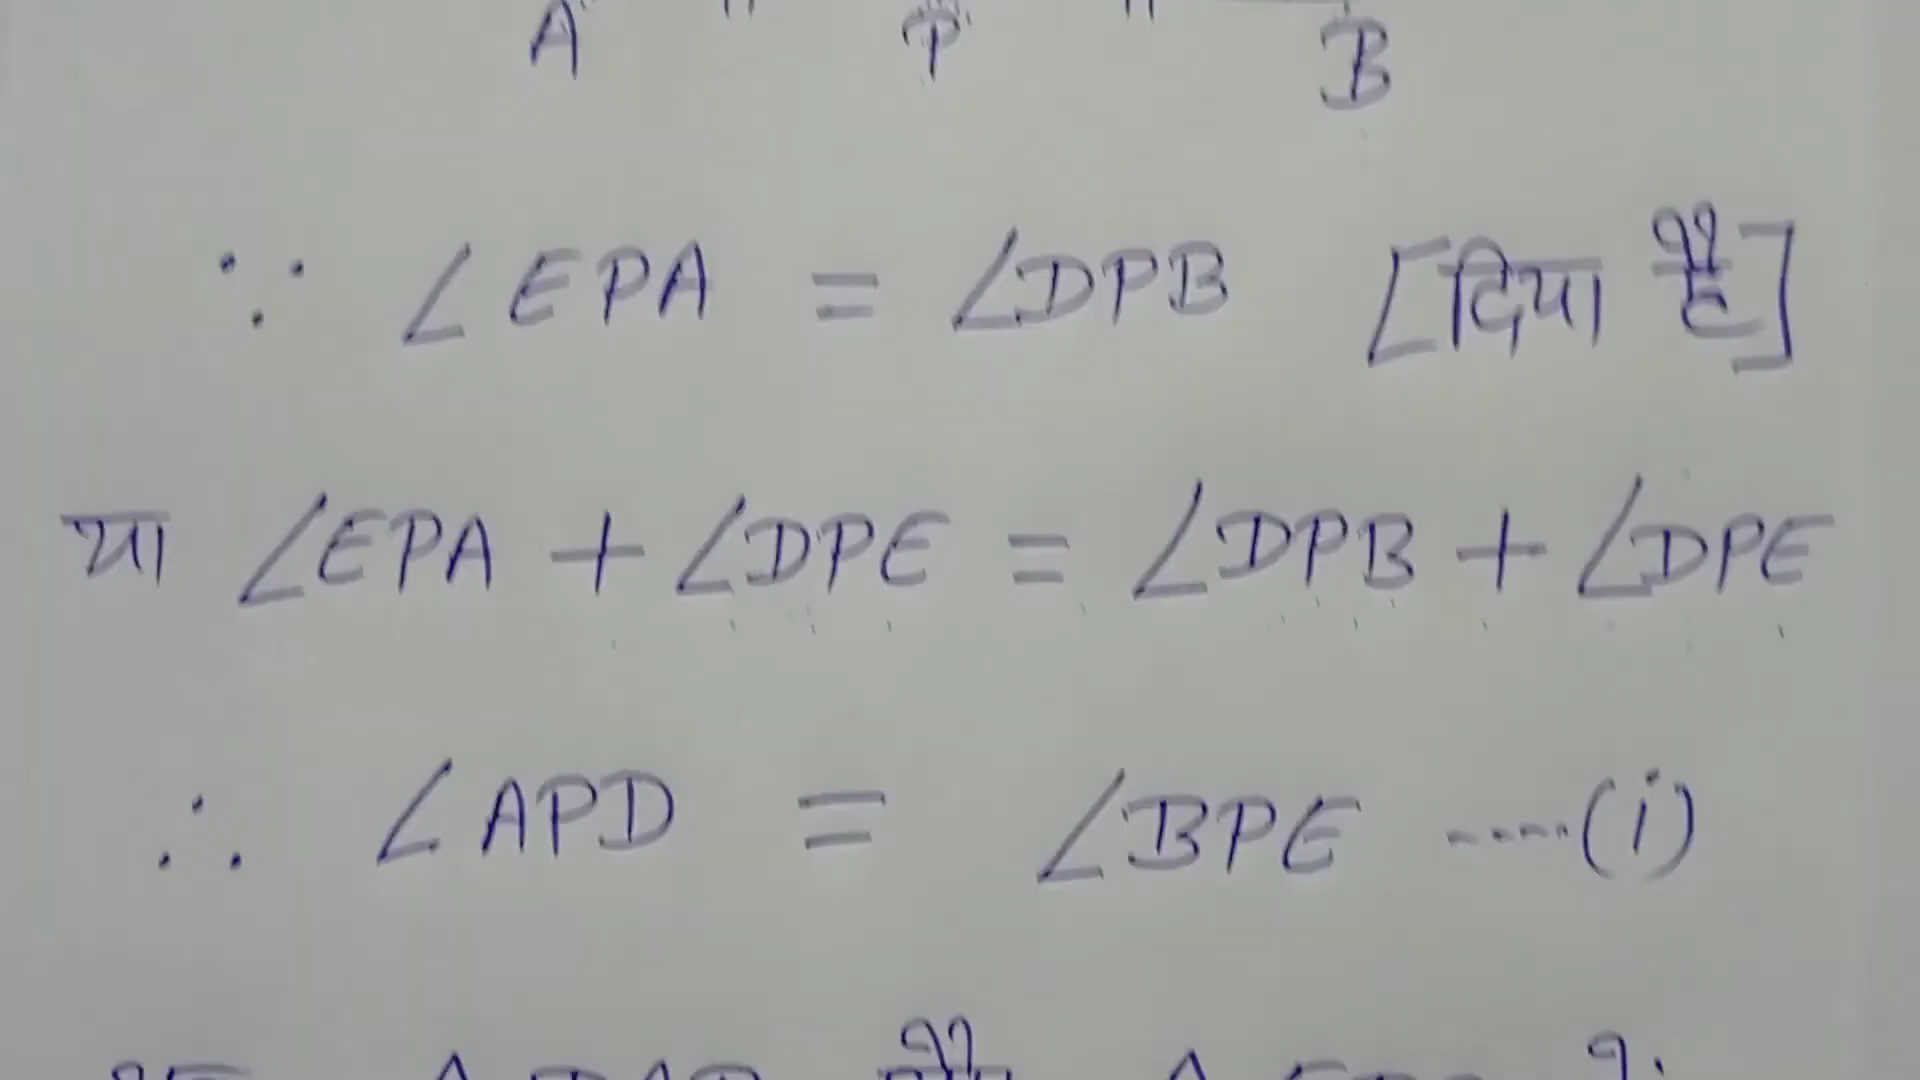 A P B
∵ ∠EPA = ∠DPB [दिया है]
या ∠EPA + ∠DPE = ∠DPB + ∠DPE
∴ ∠APD = ∠BPE ----- (i)